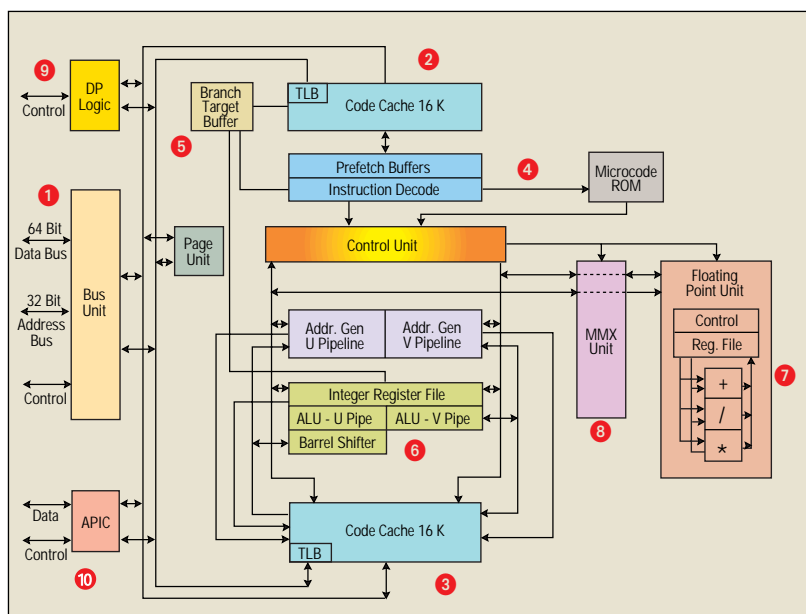 9
DP
Logic
Control
2
TLB
Code Cache 16 K
Branch
Target
Buffer
5
Prefetch Buffers
Instruction Decode
4
Microcode
ROM
1
64 Bit
Data Bus
32 Bit
Address
Bus
Control
Bus
Unit
Page
Unit
Control Unit
Addr. Gen
U Pipeline
Addr. Gen
V Pipeline
MMX
Unit
8
Floating
Point Unit
Control
Reg. File
+
/
*
7
Integer Register File
ALU - U Pipe
ALU - V Pipe
Barrel Shifter
6
Data
Control
APIC
10
Code Cache 16 K
TLB
3